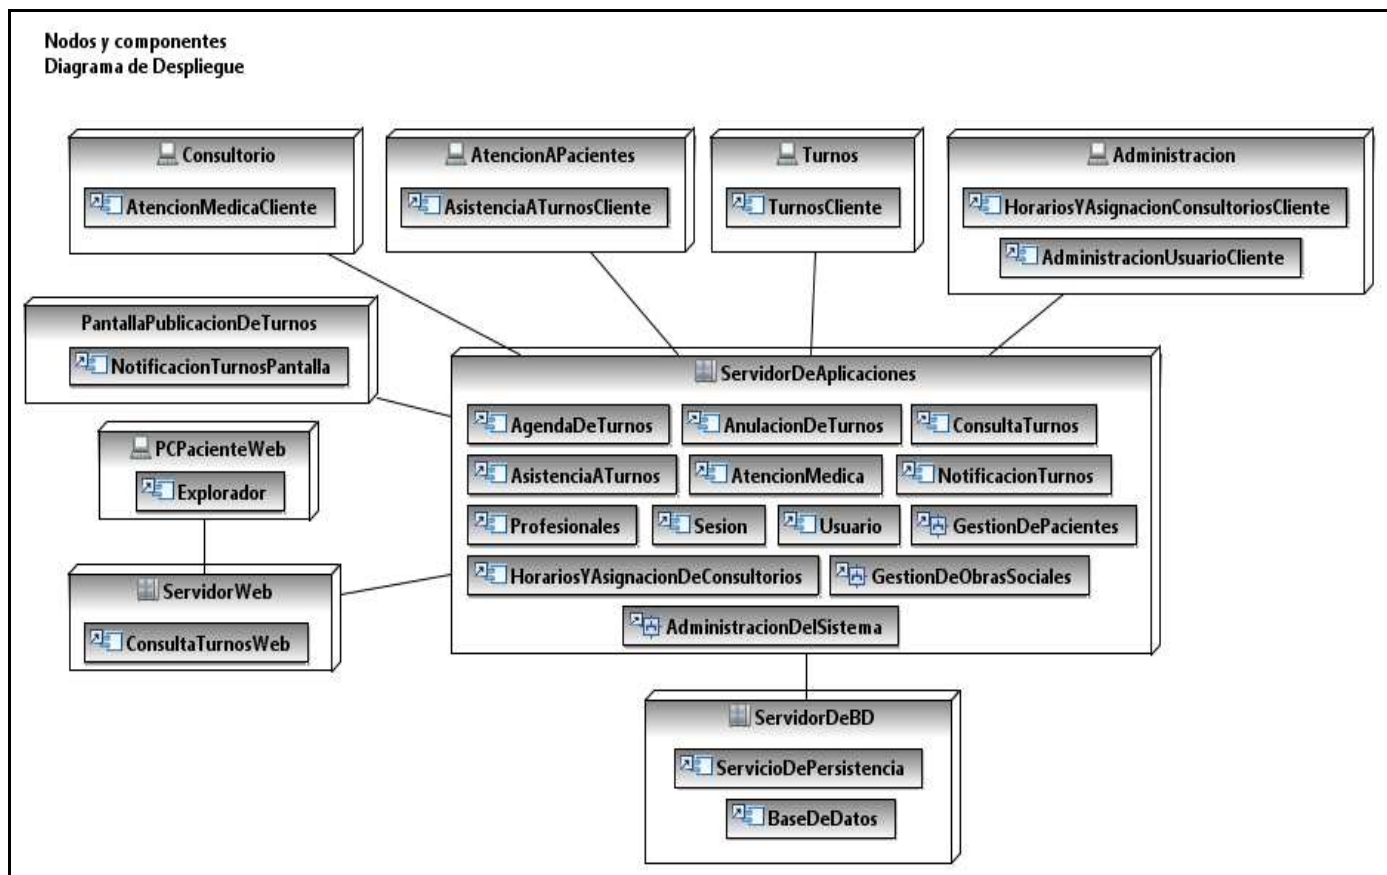 Nodos y componentes
Diagrama de Despliegue
Consultorio
AtencionMedicaCliente
AtencionAPacientes
AsistenciaATurnosCliente
Turnos
TurnosCliente
Administracion
HorariosYAsignacionConsultoriosCliente
AdministracionUsuarioCliente
PantallaPublicacionDeTurnos
NotificacionTurnosPantalla
PCPacienteWeb
Explorador
ServidorWeb
ConsultaTurnosWeb
ServidorDeAplicaciones
AgendaDeTurnos
AnulacionDeTurnos
ConsultaTurnos
AsistenciaATurnos
AtencionMedica
NotificacionTurnos
Profesionales
Sesion
Usuario
GestionDePacientes
HorariosYAsignacionDeConsultorios
GestionDeObrasSociales
AdministracionDelSistema
ServidorDeBD
ServicioDePersistencia
BaseDeDatos